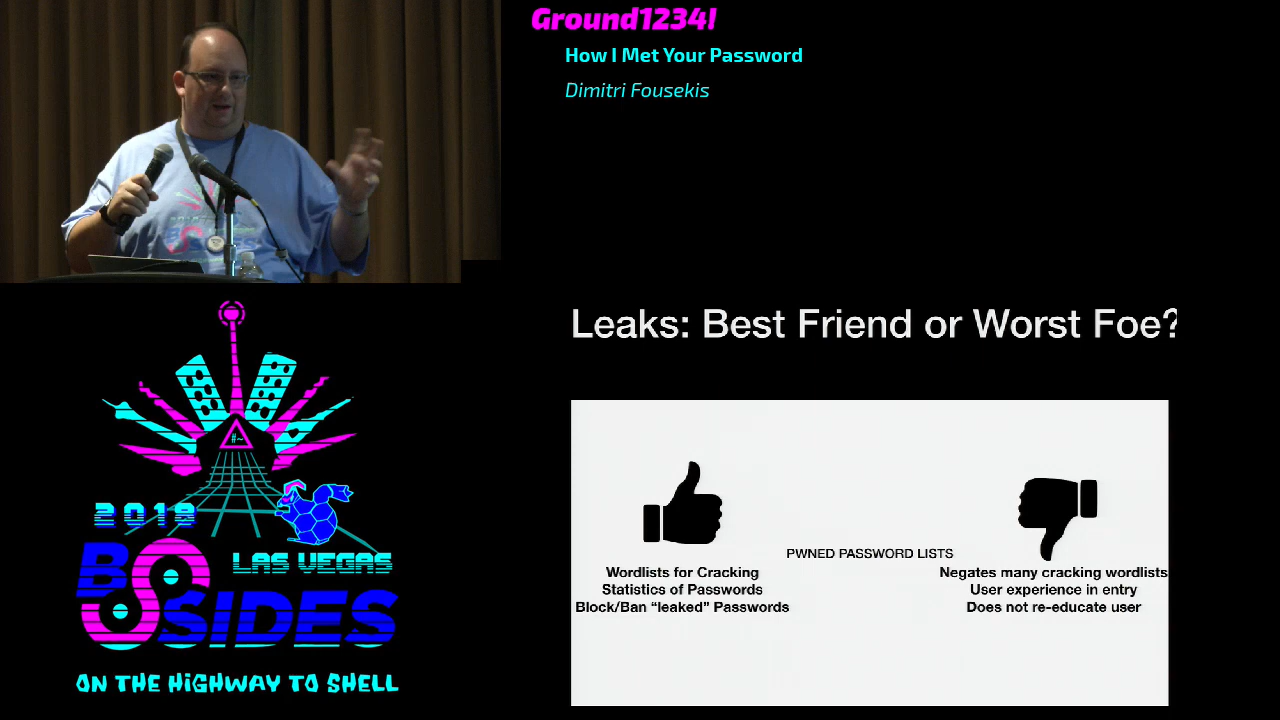 Ground1234!
How I Met Your Password
Dimitri Fousekis
Leaks: Best Friend or Worst Foe?
PWNED PASSWORD LISTS
Wordlists for Cracking
Statistics of Passwords
Block/Ban “leaked” Passwords
Negates many cracking wordlists
User experience in entry
Does not re-educate user
#~
2019
LAS VEGAS
BSIDES
ON THE HIGHWAY TO SHELL